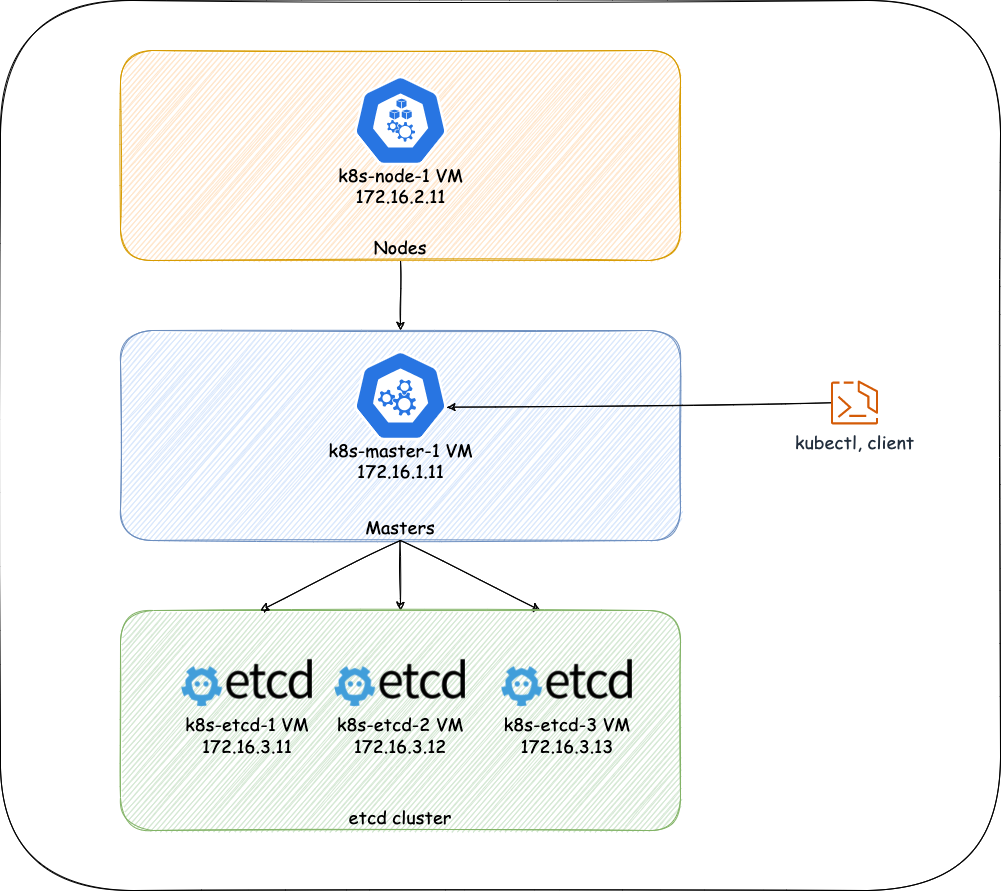 k8s-node-1 VM
172.16.2.11
Nodes
k8s-master-1 VM
172.16.1.11
Masters
kubectl, client
etcd
k8s-etcd-1 VM
172.16.3.11
etcd
k8s-etcd-2 VM
172.16.3.12
etcd
k8s-etcd-3 VM
172.16.3.13
etcd cluster